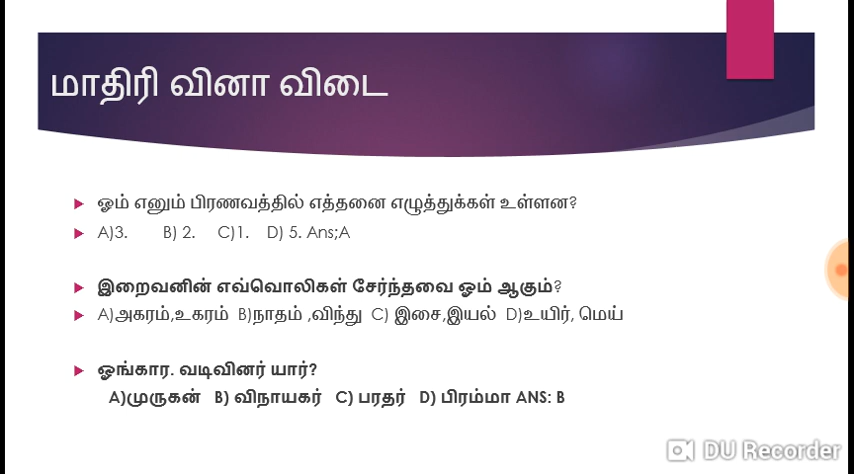 மாதிரி வினா விடை
ஓம் எனும் பிரணவத்தில் எத்தனை எழுத்துக்கள் உள்ளன?
A)3. B) 2. C)1. D) 5. Ans;A
இறைவனின் எவ்வொலிகள் சேர்ந்தவை ஓம் ஆகும்?
A)அகரம்,உகரம் B)நாதம் ,விந்து C) இசை,இயல் D)உயிர், மெய்
ஓங்கார. வடிவினர் யார்?
A)முருகன் B) விநாயகர் C) பரதர் D) பிரம்மா ANS: B
DU Recorder